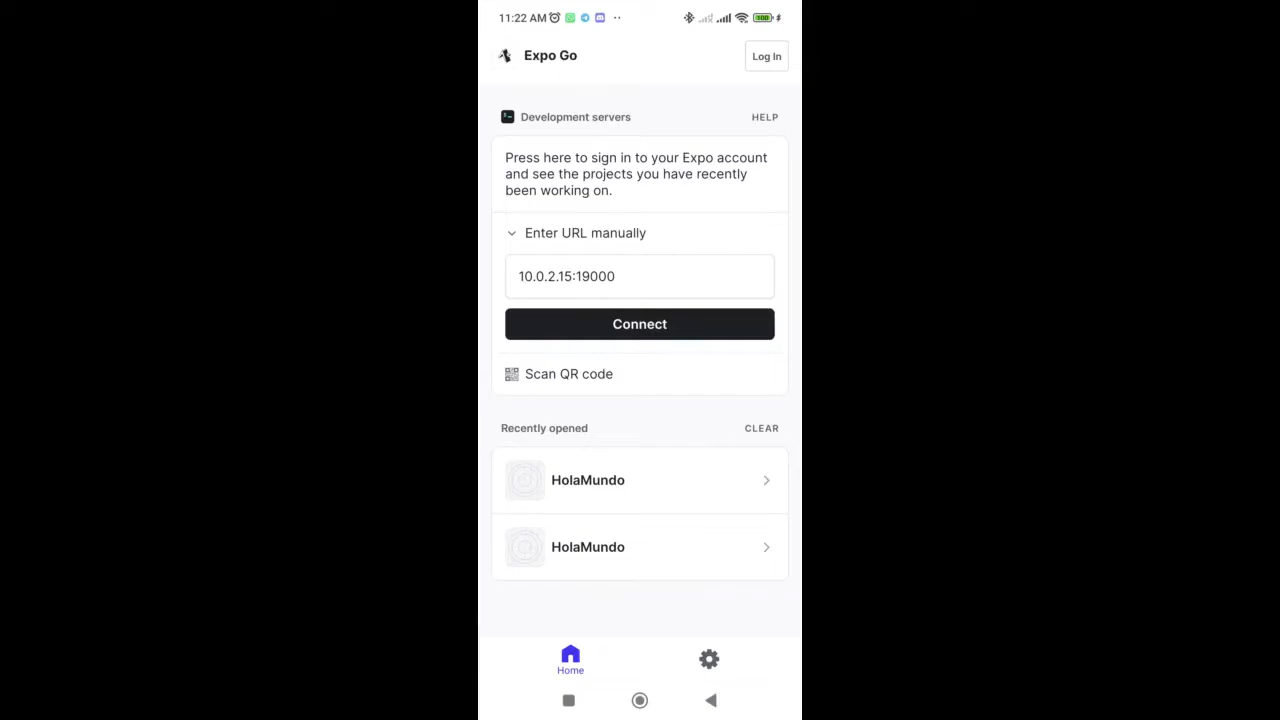 11:22 AM
Expo Go
Log In
Development servers
HELP
Press here to sign in to your Expo account
and see the projects you have recently
been working on.
Enter URL manually
10.0.2.15:19000
Connect
Scan QR code
Recently opened
CLEAR
HolaMundo
HolaMundo
Home